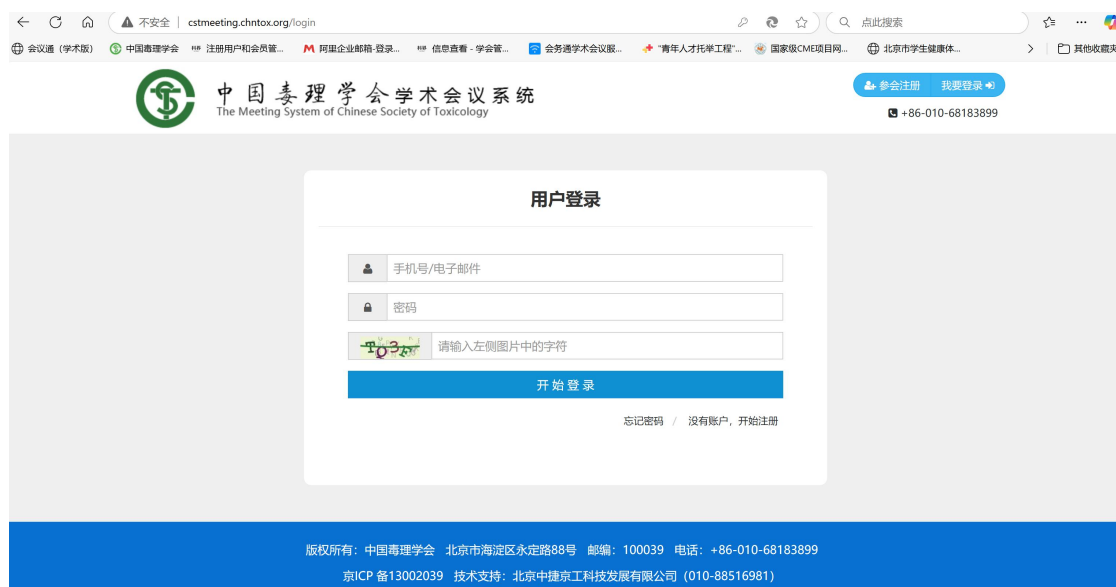 不安全 cstmeeting.chntox.org/login 点此搜索
会议通（学术版） 中国毒理学会 注册用户和会员管... 阿里企业邮箱-登录... 信息查看 - 学会管... 会务通学术会议服... "青年人才托举工程"... 国家级CME项目网... 北京市学生健康体... 其他收藏夹
中国毒理学会学术会议系统
The Meeting System of Chinese Society of Toxicology
参会注册 我要登录
+86-010-68183899
用户登录
手机号/电子邮件
密码
TQ3F 请输入左侧图片中的字符
开始登录
忘记密码 / 没有账户，开始注册
版权所有：中国毒理学会 北京市海淀区永定路88号 邮编：100039 电话：+86-010-68183899
京ICP 备13002039 技术支持：北京中捷京工科技发展有限公司（010-88516981）